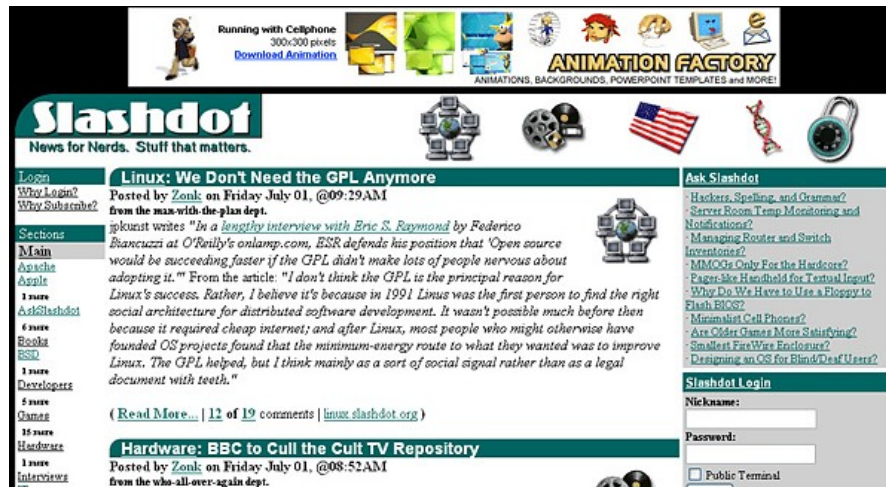 Running with Cellphone
300x300 pixels
Download Animation
ANIMATION FACTORY
ANIMATIONS, BACKGROUNDS, POWERPOINT TEMPLATES and MORE!
Slashdot
News for Nerds. Stuff that matters.
Login
Why Login?
Why Subscribe?
Sections
Main
Apache
Apple
1 more
AskSlashdot
6 more
Books
BSD
1 more
Developers
5 more
Games
15 more
Hardware
1 more
Interviews
Linux: We Don't Need the GPL Anymore
Posted by Zonk on Friday July 01, @09:29AM
from the man-with-the-plan dept.
jpkunst writes "In a lengthy interview with Eric S. Raymond by Federico
Biancuzzi at O'Reilly's onlamp.com, ESR defends his position that 'Open source
would be succeeding faster if the GPL didn't make lots of people nervous about
adopting it.'" From the article: "I don't think the GPL is the principal reason for
Linux's success. Rather, I believe it's because in 1991 Linus was the first person to find the right
social architecture for distributed software development. It wasn't possible much before then
because it required cheap internet; and after Linux, most people who might otherwise have
founded OS projects found that the minimum-energy route to what they wanted was to improve
Linux. The GPL helped, but I think mainly as a sort of social signal rather than as a legal
document with teeth."
( Read More... | 12 of 19 comments | linux.slashdot.org )
Hardware: BBC to Cull the Cult TV Repository
Posted by Zonk on Friday July 01, @08:52AM
from the who-all-over-again dept.
Ask Slashdot
· Hackers, Spelling, and Grammar?
· Server Room Temp Monitoring and
Notifications?
· Managing Router and Switch
Inventories?
· MMOGs Only For the Hardcore?
· Pager-like Handheld for Textual Input?
· Why Do We Have to Use a Floppy to
Flash BIOS?
· Minimalist Cell Phones?
· Are Older Games More Satisfying?
· Smallest FireWire Enclosure?
· Designing an OS for Blind/Deaf Users?
Slashdot Login
Nickname:
Password:
Public Terminal